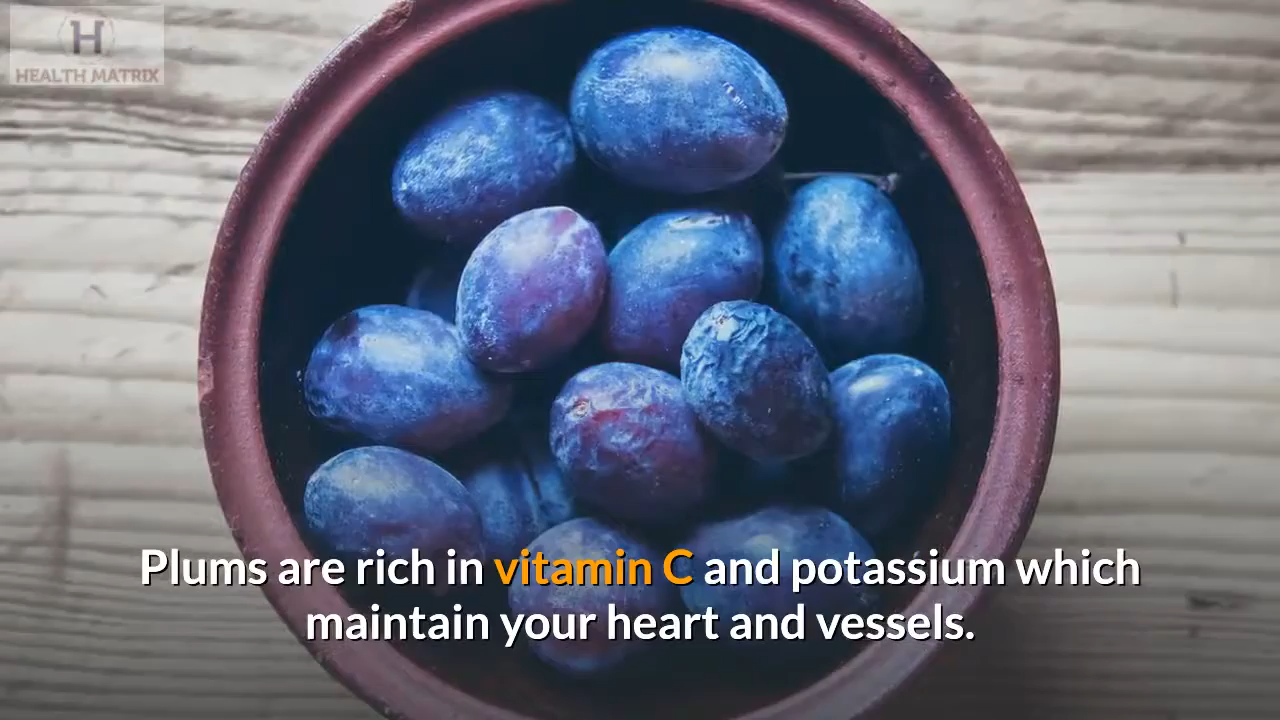 H
HEALTH MATRIX
Plums are rich in vitamin C and potassium which
maintain your heart and vessels.